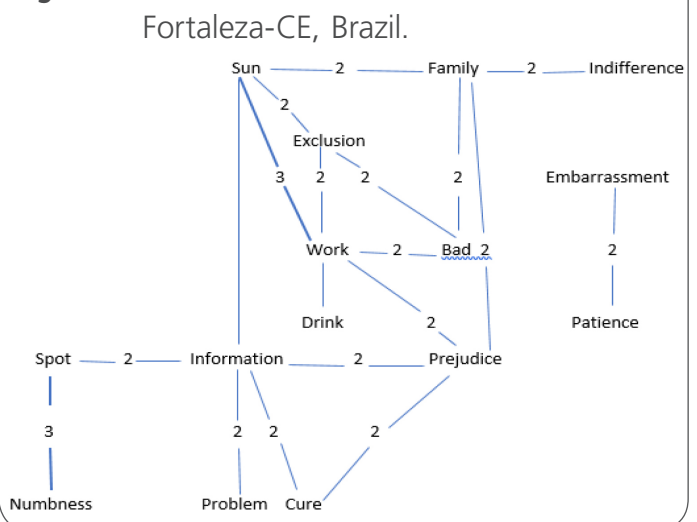 Fortaleza-CE, Brazil.
Sun 2 Family 2 Indifference
2
Exclusion
3 2 2 2 Embarrassment
Work 2 Bad 2 2
Drink 2 Patience
Spot 2 Information 2 Prejudice
3 2 2 2
Numbness Problem Cure